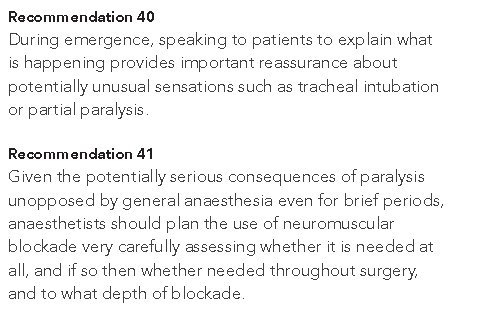 Recommendation 40
During emergence, speaking to patients to explain what
is happening provides important reassurance about
potentially unusual sensations such as tracheal intubation
or partial paralysis.
Recommendation 41
Given the potentially serious consequences of paralysis
unopposed by general anaesthesia even for brief periods,
anaesthetists should plan the use of neuromuscular
blockade very carefully assessing whether it is needed at
all, and if so then whether needed throughout surgery,
and to what depth of blockade.